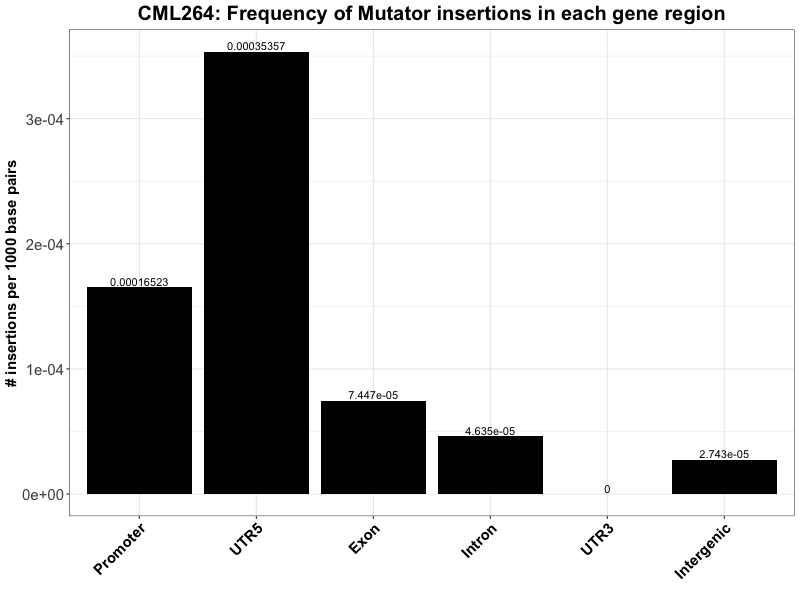 CML264: Frequency of Mutator insertions in each gene region
# insertions per 1000 base pairs
3e-04
2e-04
1e-04
0e+00
0.00016523
0.00035357
7.447e-05
4.635e-05
0
2.743e-05
Promoter
UTR5
Exon
Intron
UTR3
Intergenic